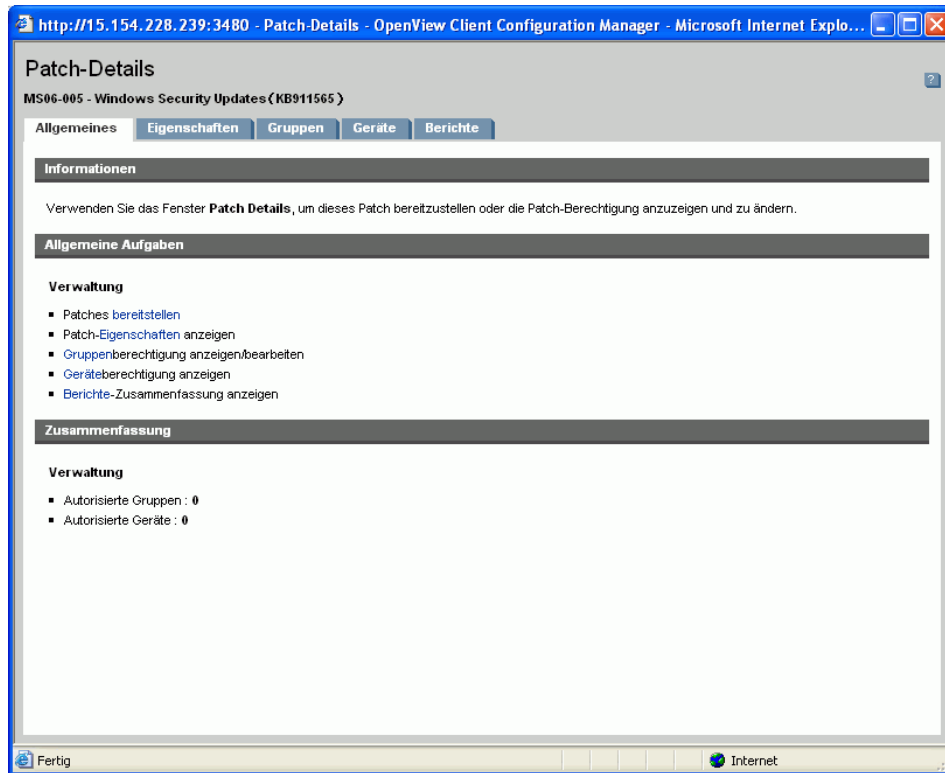 http://15.154.228.239:3480 - Patch-Details - OpenView Client Configuration Manager - Microsoft Internet Explo...
Patch-Details
?
MS06-005 - Windows Security Updates(KB911565)
Allgemeines Eigenschaften Gruppen Geräte Berichte
Informationen
Verwenden Sie das Fenster Patch Details, um dieses Patch bereitzustellen oder die Patch-Berechtigung anzuzeigen und zu ändern.
Allgemeine Aufgaben
Verwaltung
Patches bereitstellen
Patch-Eigenschaften anzeigen
Gruppenberechtigung anzeigen/bearbeiten
Geräteberechtigung anzeigen
Berichte-Zusammenfassung anzeigen
Zusammenfassung
Verwaltung
Autorisierte Gruppen : 0
Autorisierte Geräte : 0
Fertig Internet